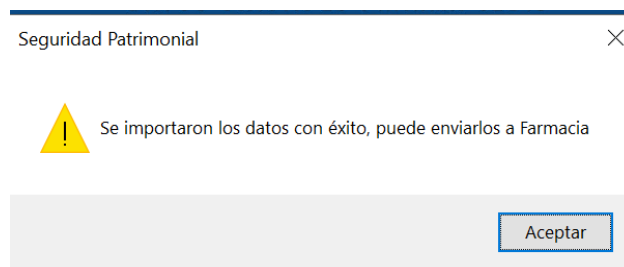 Seguridad Patrimonial
Se importaron los datos con éxito, puede enviarlos a Farmacia
Aceptar